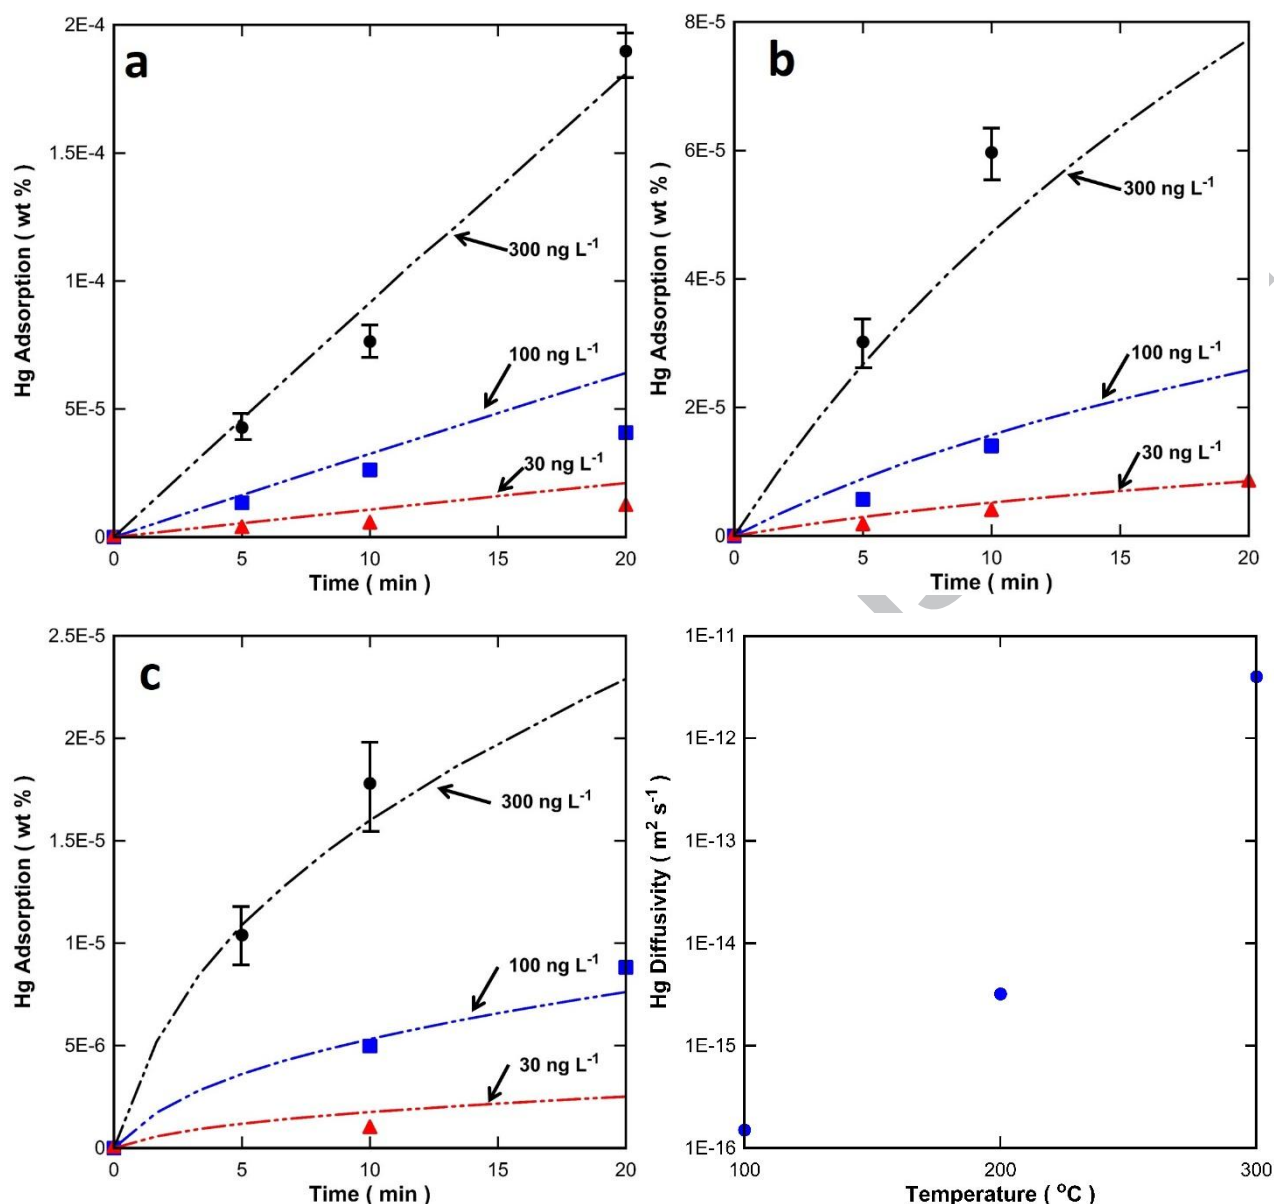 a
2E-4
1.5E-4
1E-4
5E-5
0
Hg Adsorption ( wt % )
300 ng L⁻¹
100 ng L⁻¹
30 ng L⁻¹
0 5 10 15 20
Time ( min )
b
8E-5
6E-5
4E-5
2E-5
0
Hg Adsorption ( wt % )
300 ng L⁻¹
100 ng L⁻¹
30 ng L⁻¹
0 5 10 15 20
Time ( min )
c
2.5E-5
2E-5
1.5E-5
1E-5
5E-6
0
Hg Adsorption ( wt % )
300 ng L⁻¹
100 ng L⁻¹
30 ng L⁻¹
0 5 10 15 20
Time ( min )
1E-11
1E-12
1E-13
1E-14
1E-15
1E-16
Hg Diffusivity ( m² s⁻¹ )
100 200 300
Temperature ( ᵒC )